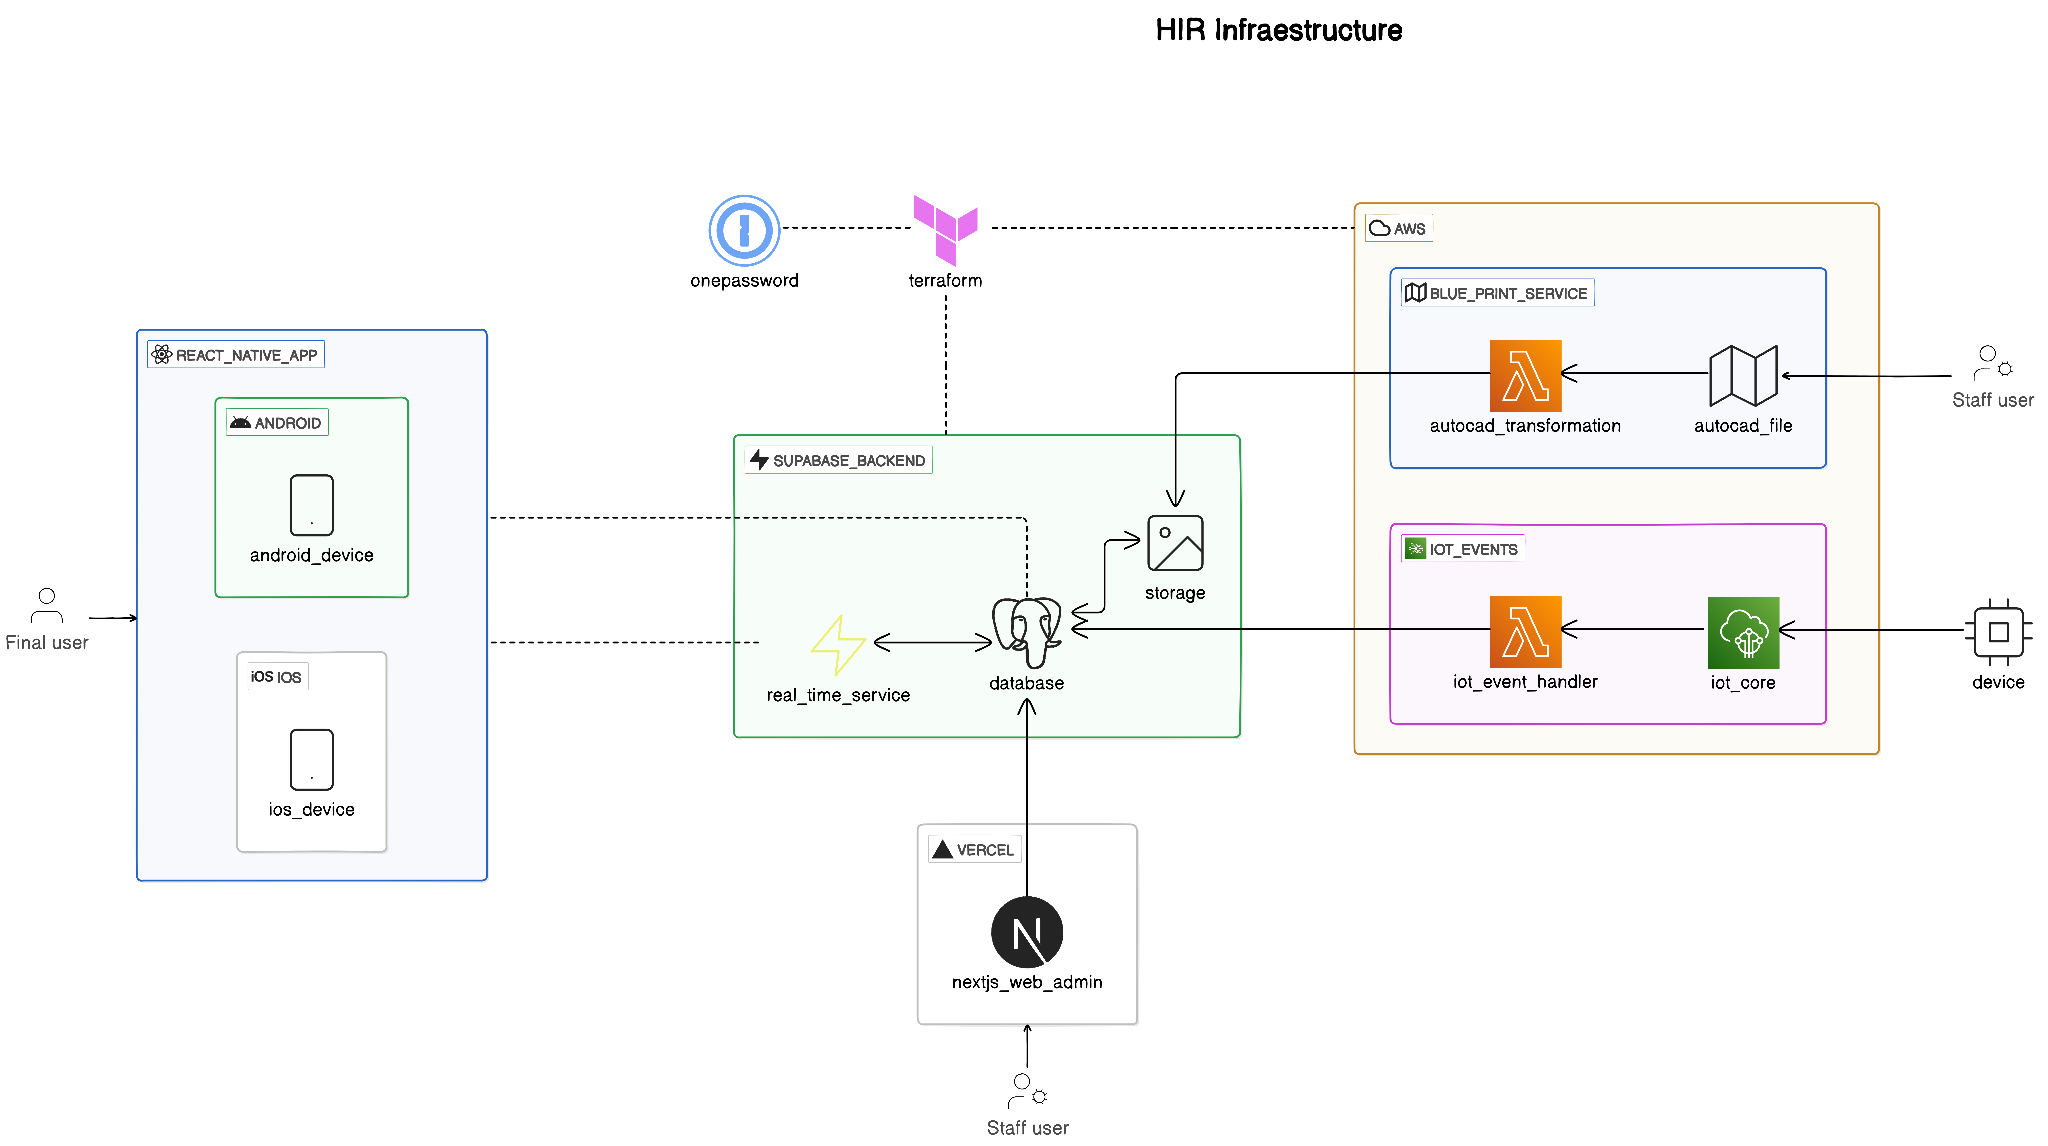 HIR Infraestructure
onepassword
terraform
AWS
BLUE_PRINT_SERVICE
autocad_transformation
autocad_file
Staff user
REACT_NATIVE_APP
ANDROID
android_device
Final user
iOS IOS
ios_device
SUPABASE_BACKEND
storage
database
real_time_service
IOT_EVENTS
iot_event_handler
iot_core
device
VERCEL
N
nextjs_web_admin
Staff user